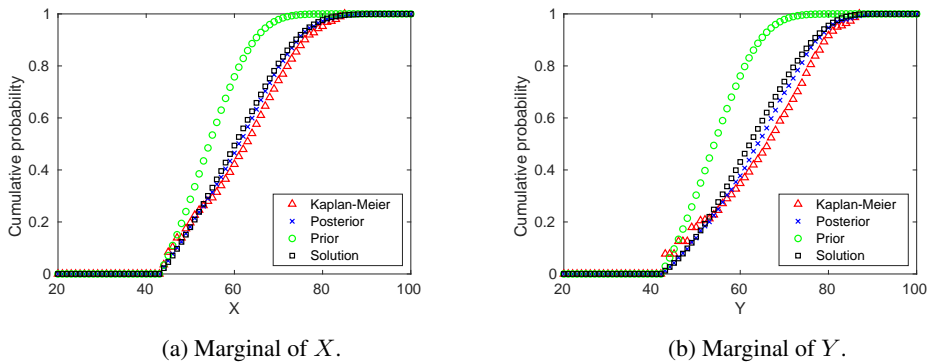 1
0.8
0.6
0.4
0.2
0
Cumulative probability
20 40 60 80 100
X
Kaplan-Meier
Posterior
Prior
Solution
(a) Marginal of X.
1
0.8
0.6
0.4
0.2
0
Cumulative probability
20 40 60 80 100
Y
Kaplan-Meier
Posterior
Prior
Solution
(b) Marginal of Y.